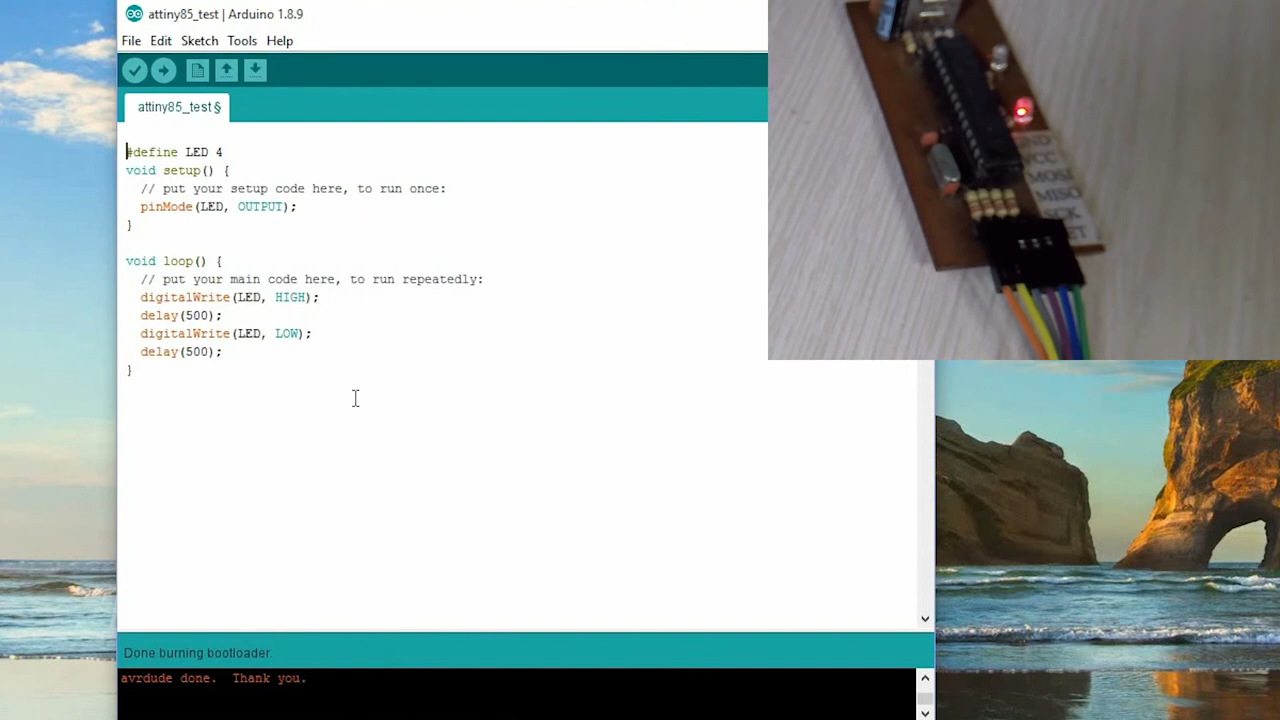 attiny85_test | Arduino 1.8.9
File Edit Sketch Tools Help
attiny85_test §
#define LED 4
void setup() {
// put your setup code here, to run once:
pinMode(LED, OUTPUT);
}
void loop() {
// put your main code here, to run repeatedly:
digitalWrite(LED, HIGH);
delay(500);
digitalWrite(LED, LOW);
delay(500);
}
Done burning bootloader.
avrdude done.  Thank you.
GND
VCC
MOSI
MISO
SCK